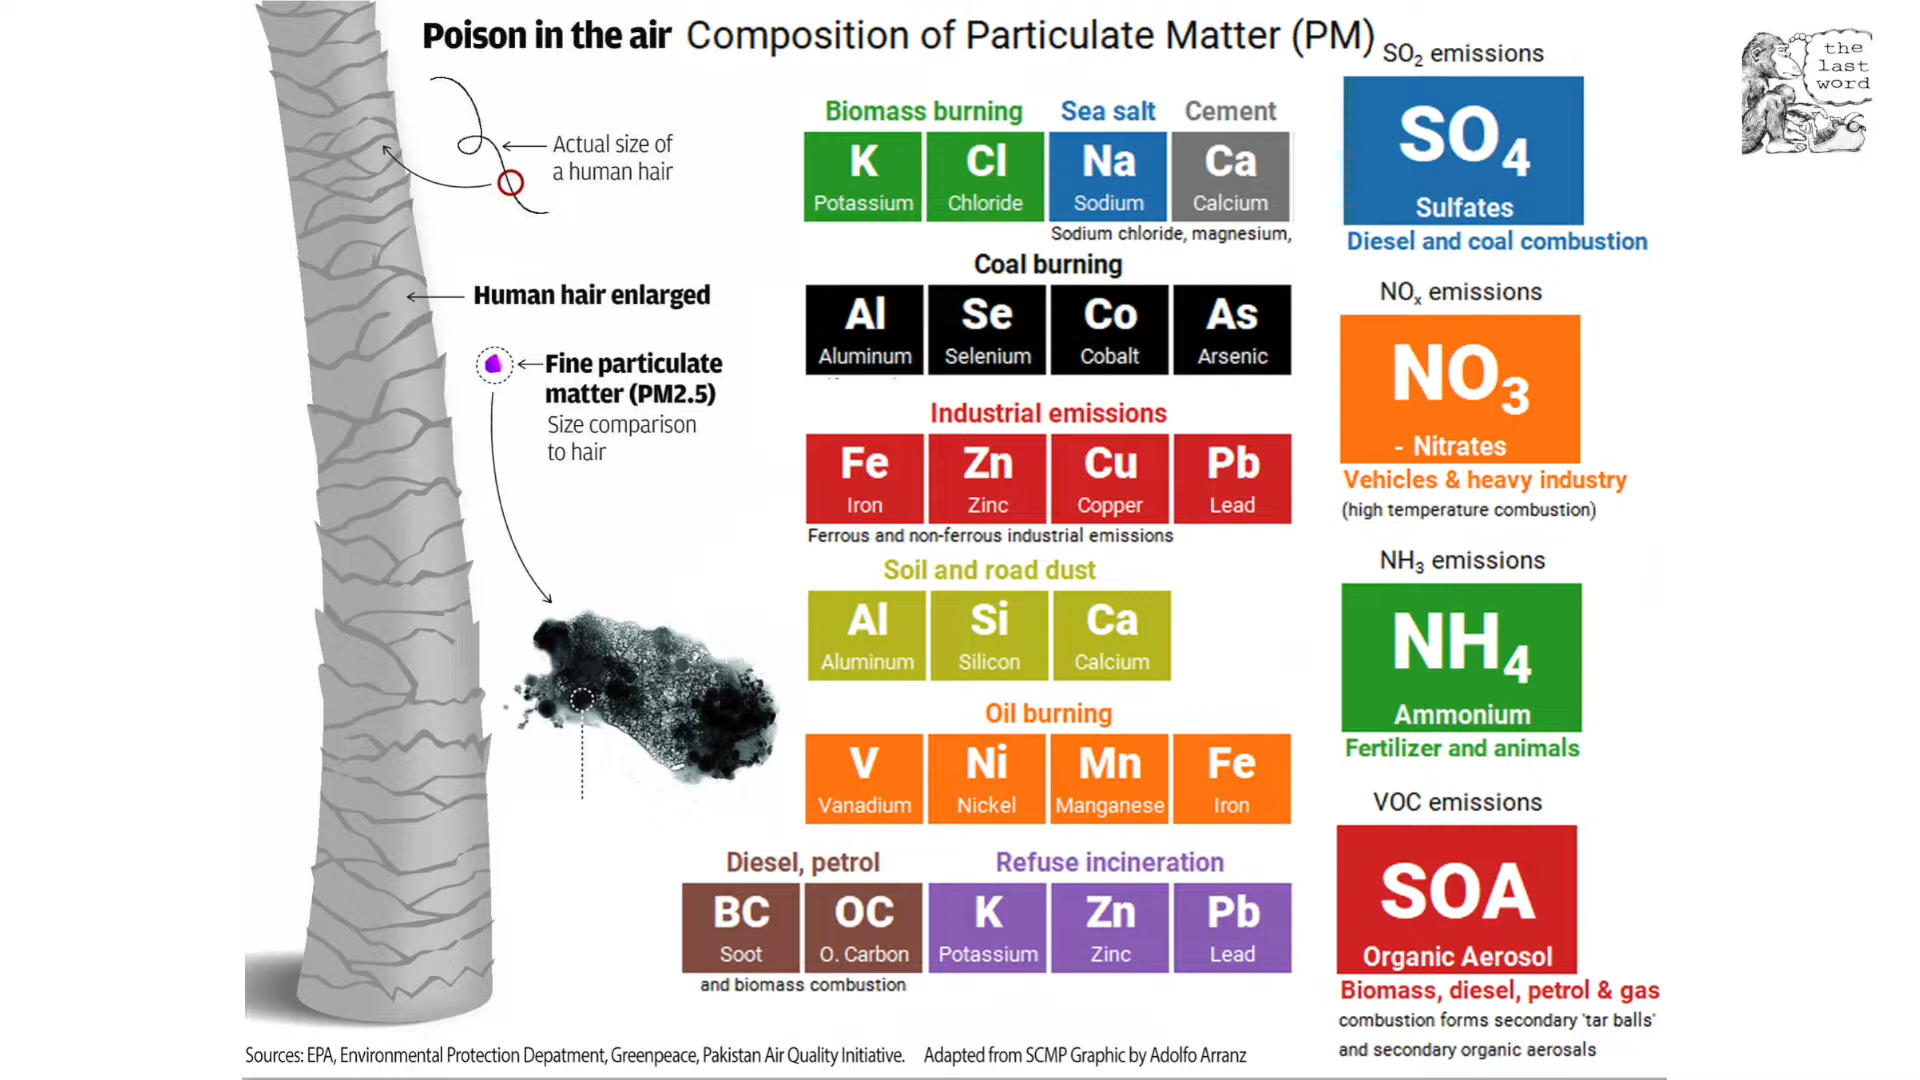 Poison in the air Composition of Particulate Matter (PM)
the
last
word
Actual size of
a human hair
Human hair enlarged
Fine particulate
matter (PM2.5)
Size comparison
to hair
Biomass burning
K
Potassium
Cl
Chloride
Sea salt
Na
Sodium
Cement
Ca
Calcium
Sodium chloride, magnesium,
Coal burning
Al
Aluminum
Se
Selenium
Co
Cobalt
As
Arsenic
Industrial emissions
Fe
Iron
Zn
Zinc
Cu
Copper
Pb
Lead
Ferrous and non-ferrous industrial emissions
Soil and road dust
Al
Aluminum
Si
Silicon
Ca
Calcium
Oil burning
V
Vanadium
Ni
Nickel
Mn
Manganese
Fe
Iron
Diesel, petrol
BC
Soot
OC
O. Carbon
and biomass combustion
Refuse incineration
K
Potassium
Zn
Zinc
Pb
Lead
SO₂ emissions
SO₄
Sulfates
Diesel and coal combustion
NOₓ emissions
NO₃
- Nitrates
Vehicles & heavy industry
(high temperature combustion)
NH₃ emissions
NH₄
Ammonium
Fertilizer and animals
VOC emissions
SOA
Organic Aerosol
Biomass, diesel, petrol & gas
combustion forms secondary 'tar balls'
and secondary organic aerosals
Sources: EPA, Environmental Protection Depatment, Greenpeace, Pakistan Air Quality Initiative. Adapted from SCMP Graphic by Adolfo Arranz